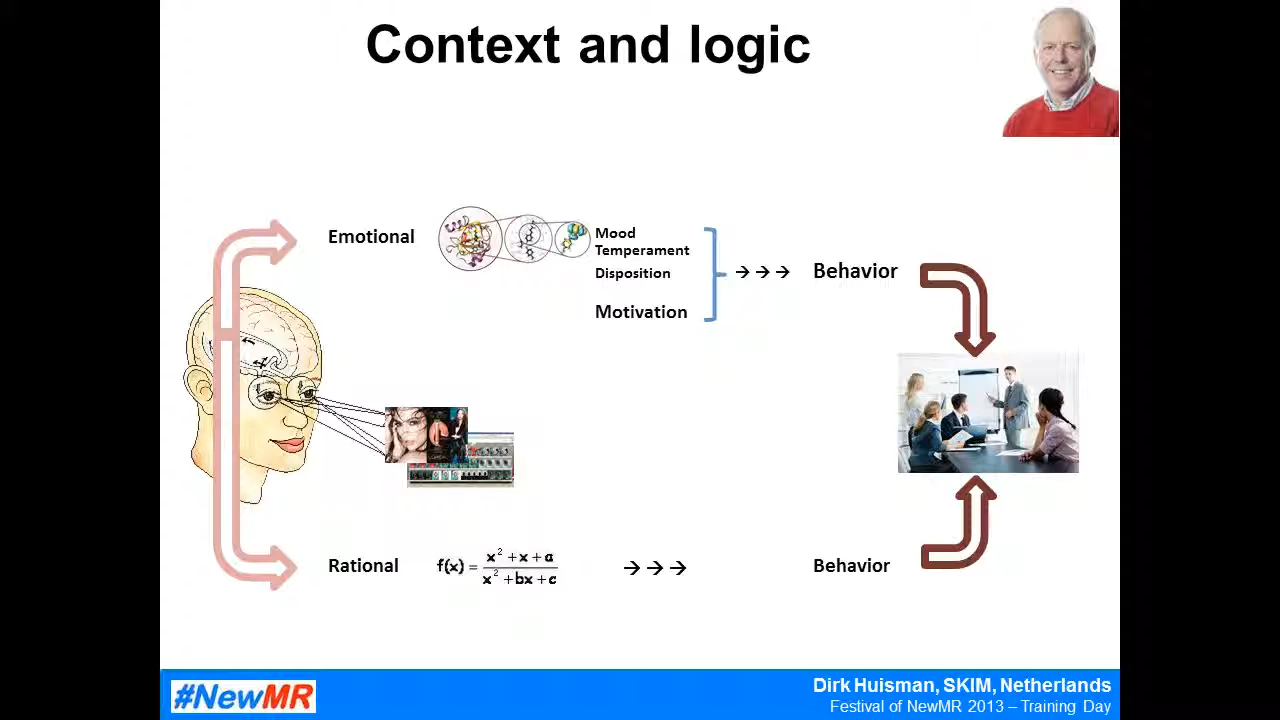 Context and logic
Emotional
Mood
Temperament
Disposition
Motivation
→ → → Behavior
Rational
f(x) = x² + x + a / x² + bx + c
→ → → Behavior
#NewMR
Dirk Huisman, SKIM, Netherlands
Festival of NewMR 2013 – Training Day